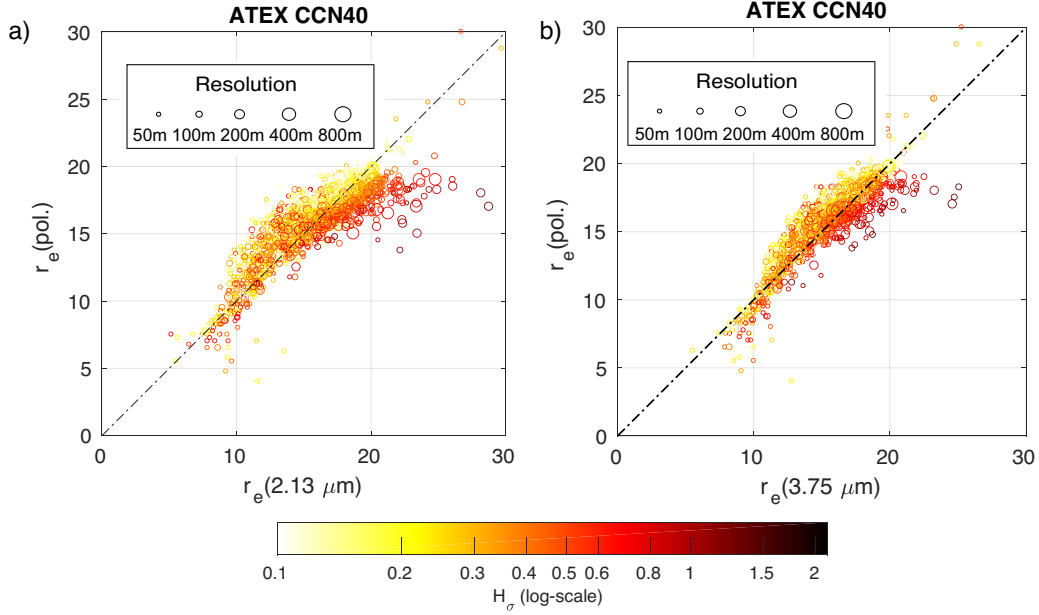 a)
ATEX CCN40
Resolution
50m 100m 200m 400m 800m
30
25
20
15
10
5
0
r_e(pol.)
0 10 20 30
r_e(2.13 μm)
b)
ATEX CCN40
Resolution
50m 100m 200m 400m 800m
30
25
20
15
10
5
0
r_e(pol.)
0 10 20 30
r_e(3.75 μm)
0.1 0.2 0.3 0.4 0.5 0.6 0.8 1 1.5 2
H_σ (log-scale)